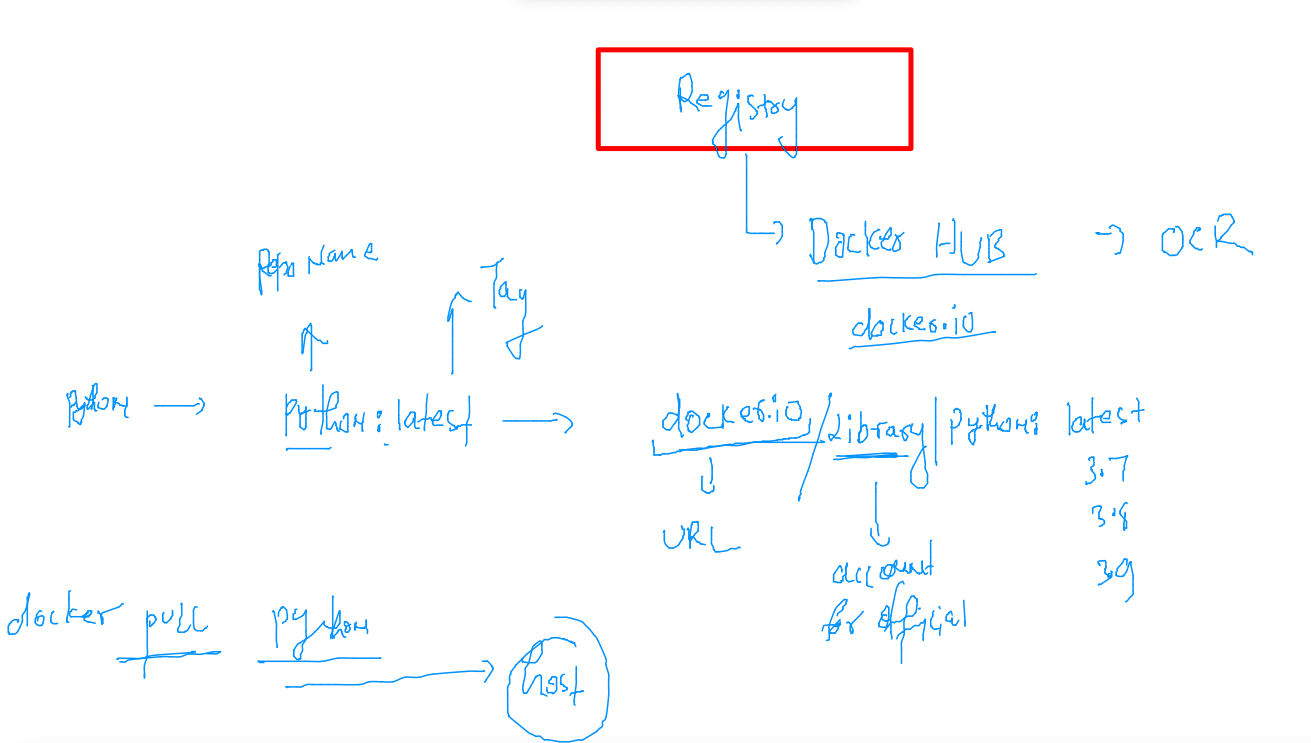 Registry
Docker HUB → OCR
docker.io
Repo Name
Tag
python → python:latest → docker.io/Library/python: latest
3.7
3.8
3.9
URL
account
for official
docker pull python
host